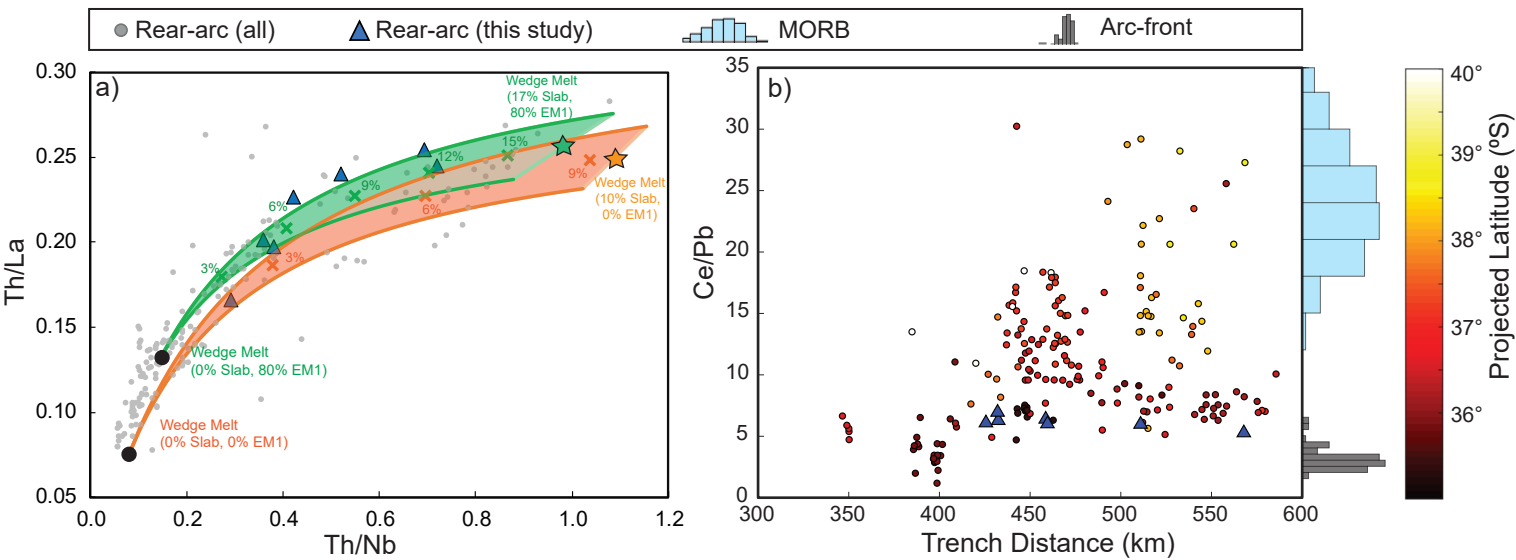 Rear-arc (all)
Rear-arc (this study)
MORB
Arc-front
a)
0.30
0.25
0.20
0.15
0.10
0.05
Th/La
0.0
0.2
0.4
0.6
0.8
1.0
1.2
Th/Nb
Wedge Melt
(17% Slab,
80% EM1)
15%
12%
9%
6%
3%
9%
6%
3%
Wedge Melt
(10% Slab,
0% EM1)
Wedge Melt
(0% Slab, 80% EM1)
Wedge Melt
(0% Slab, 0% EM1)
b)
35
30
25
20
15
10
5
0
Ce/Pb
300
350
400
450
500
550
600
Trench Distance (km)
40°
39°
38°
37°
36°
Projected Latitude (ºS)